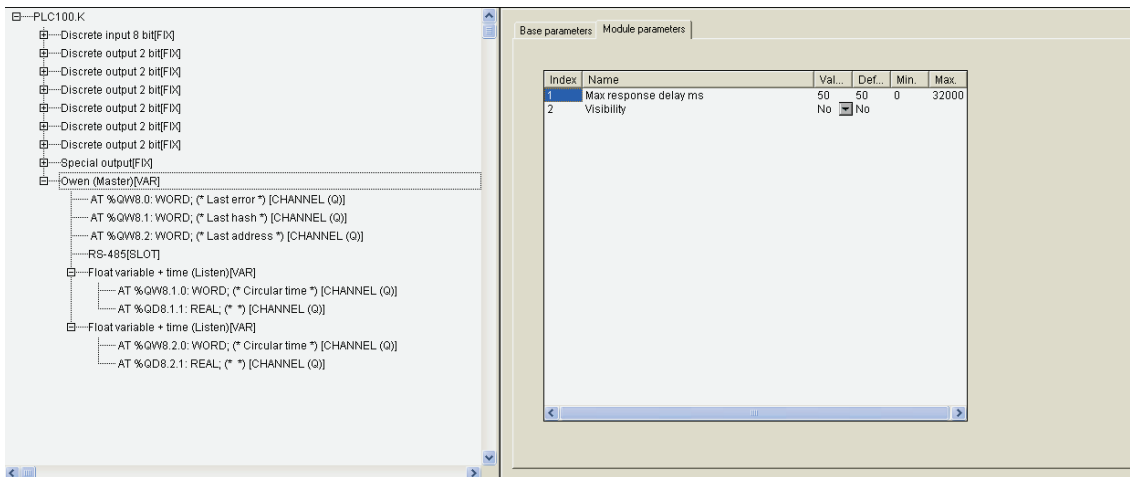 PLC100.K
Discrete input 8 bit[FIX]
Discrete output 2 bit[FIX]
Discrete output 2 bit[FIX]
Discrete output 2 bit[FIX]
Discrete output 2 bit[FIX]
Discrete output 2 bit[FIX]
Discrete output 2 bit[FIX]
Special output[FIX]
Owen (Master)[VAR]
AT %QW8.0: WORD; (* Last error *) [CHANNEL (Q)]
AT %QW8.1: WORD; (* Last hash *) [CHANNEL (Q)]
AT %QW8.2: WORD; (* Last address *) [CHANNEL (Q)]
RS-485[SLOT]
Float variable + time (Listen)[VAR]
AT %QW8.1.0: WORD; (* Circular time *) [CHANNEL (Q)]
AT %QD8.1.1: REAL; (* *) [CHANNEL (Q)]
Float variable + time (Listen)[VAR]
AT %QW8.2.0: WORD; (* Circular time *) [CHANNEL (Q)]
AT %QD8.2.1: REAL; (* *) [CHANNEL (Q)]
Base parameters Module parameters
Index Name Val... Def... Min. Max.
1 Max response delay ms 50 50 0 32000
2 Visibility No No